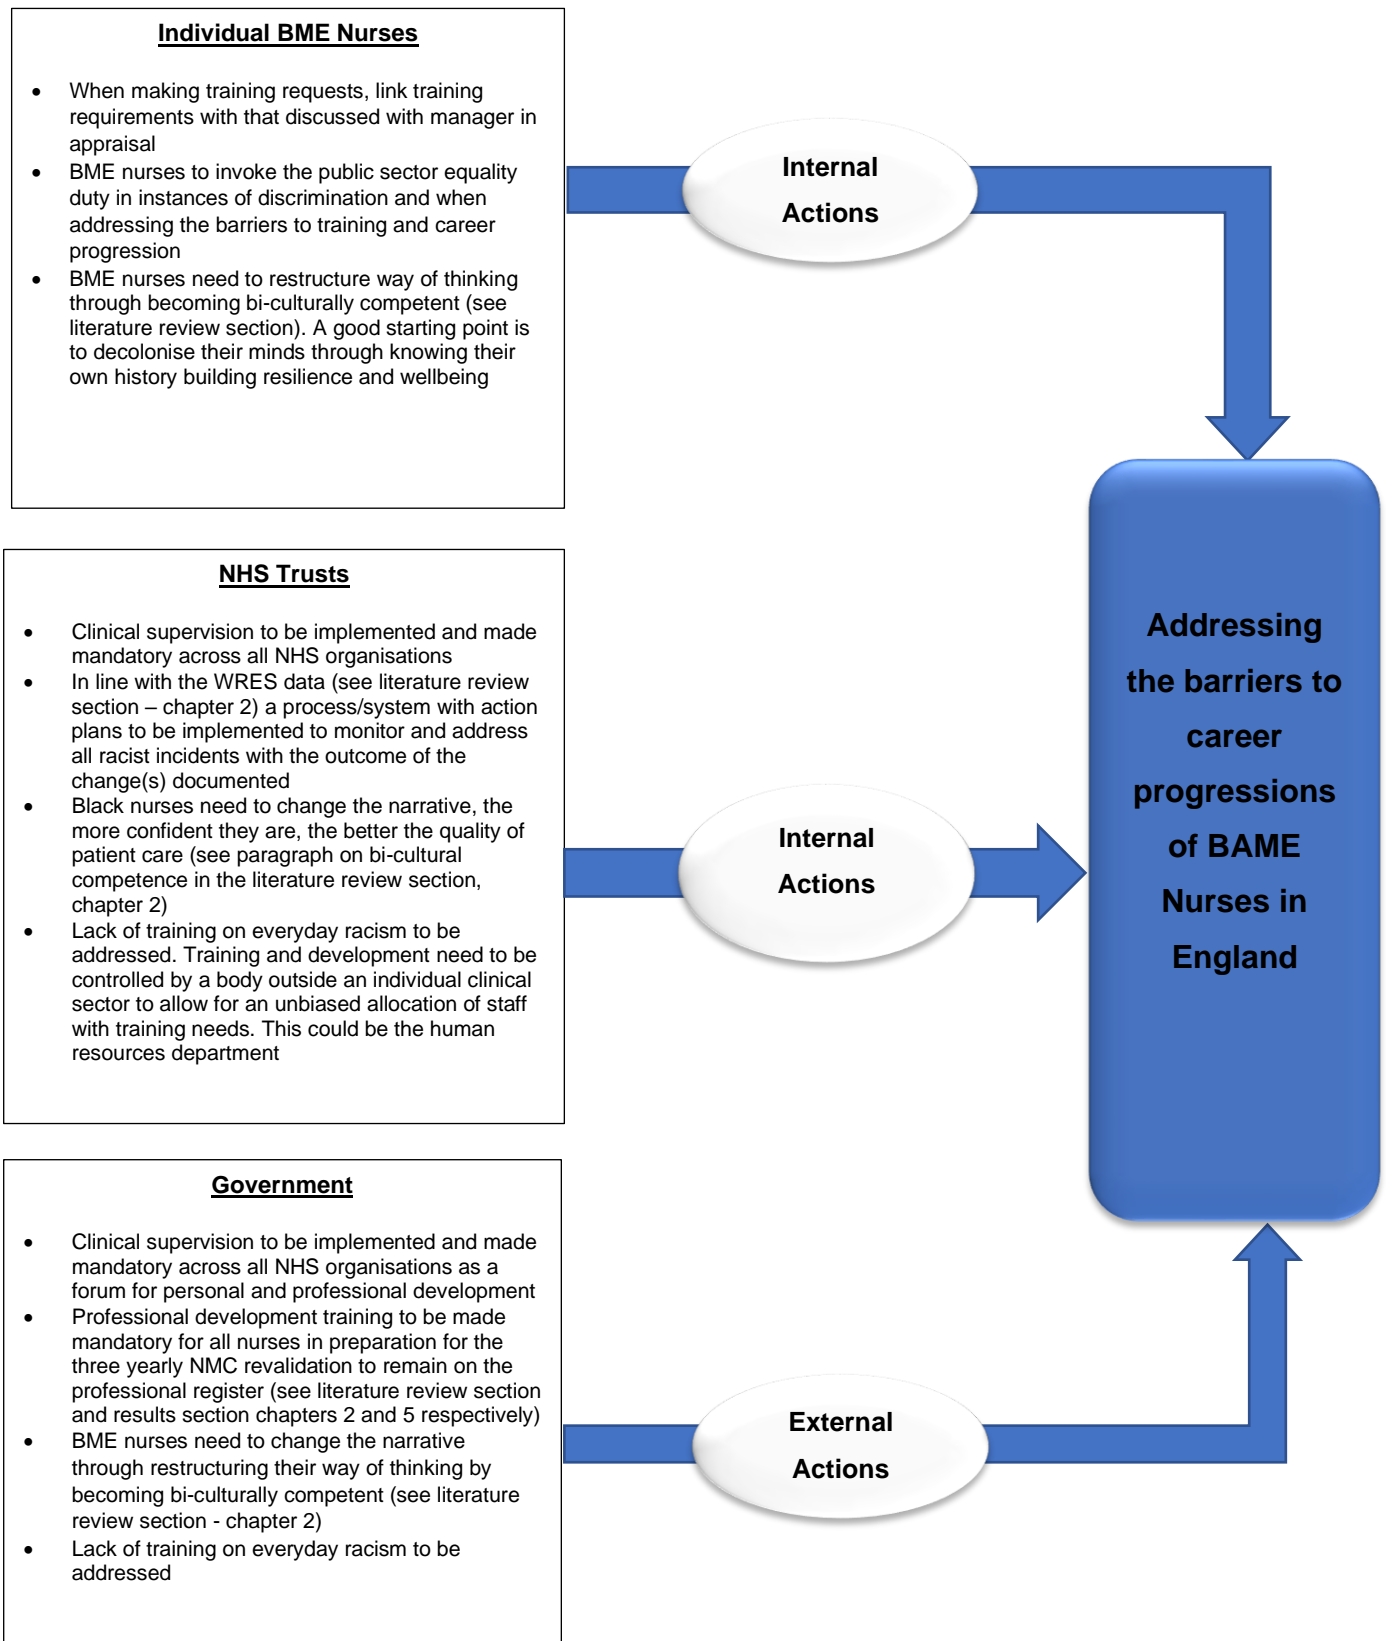 Individual BME Nurses
• When making training requests, link training
requirements with that discussed with manager in
appraisal
• BME nurses to invoke the public sector equality
duty in instances of discrimination and when
addressing the barriers to training and career
progression
• BME nurses need to restructure way of thinking
through becoming bi-culturally competent (see
literature review section). A good starting point is
to decolonise their minds through knowing their
own history building resilience and wellbeing
Internal
Actions
NHS Trusts
• Clinical supervision to be implemented and made
mandatory across all NHS organisations
• In line with the WRES data (see literature review
section – chapter 2) a process/system with action
plans to be implemented to monitor and address
all racist incidents with the outcome of the
change(s) documented
• Black nurses need to change the narrative, the
more confident they are, the better the quality of
patient care (see paragraph on bi-cultural
competence in the literature review section,
chapter 2)
• Lack of training on everyday racism to be
addressed. Training and development need to be
controlled by a body outside an individual clinical
sector to allow for an unbiased allocation of staff
with training needs. This could be the human
resources department
Internal
Actions
Government
• Clinical supervision to be implemented and made
mandatory across all NHS organisations as a
forum for personal and professional development
• Professional development training to be made
mandatory for all nurses in preparation for the
three yearly NMC revalidation to remain on the
professional register (see literature review section
and results section chapters 2 and 5 respectively)
• BME nurses need to change the narrative
through restructuring their way of thinking by
becoming bi-culturally competent (see literature
review section - chapter 2)
• Lack of training on everyday racism to be
addressed
External
Actions
Addressing
the barriers to
career
progressions
of BAME
Nurses in
England